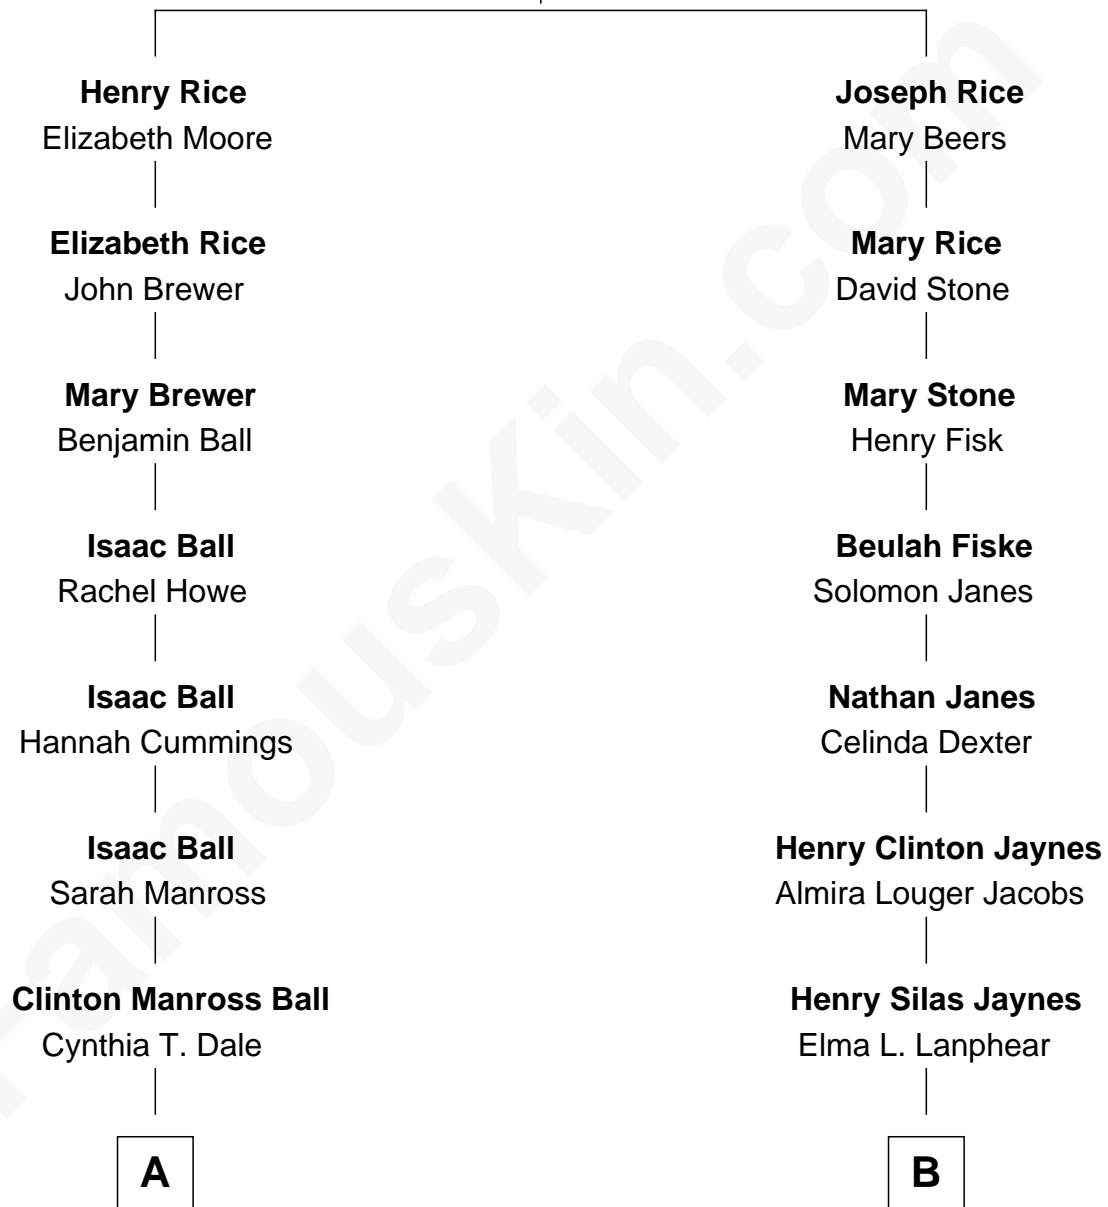 Henry Rice
Elizabeth Moore
Joseph Rice
Mary Beers
Elizabeth Rice
John Brewer
Mary Rice
David Stone
Mary Brewer
Benjamin Ball
Mary Stone
Henry Fisk
Isaac Ball
Rachel Howe
Beulah Fiske
Solomon Janes
Isaac Ball
Hannah Cummings
Nathan Janes
Celinda Dexter
Isaac Ball
Sarah Manross
Henry Clinton Jaynes
Almira Louger Jacobs
Clinton Manross Ball
Cynthia T. Dale
Henry Silas Jaynes
Elma L. Lanphear
A
B
FamousKin.com